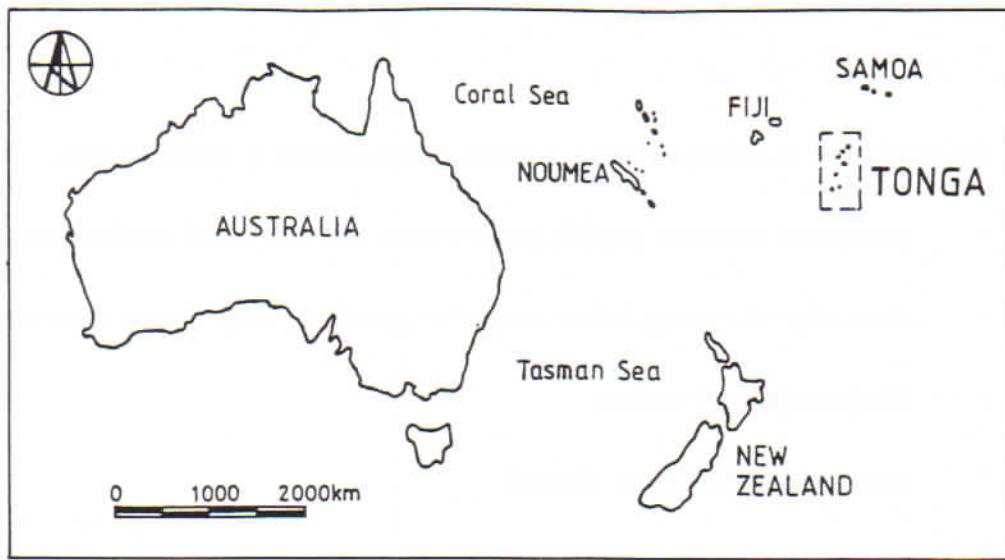 SAMOA
Coral Sea
FIJI
NOUMEA
TONGA
AUSTRALIA
Tasman Sea
NEW
ZEALAND
0 1000 2000km